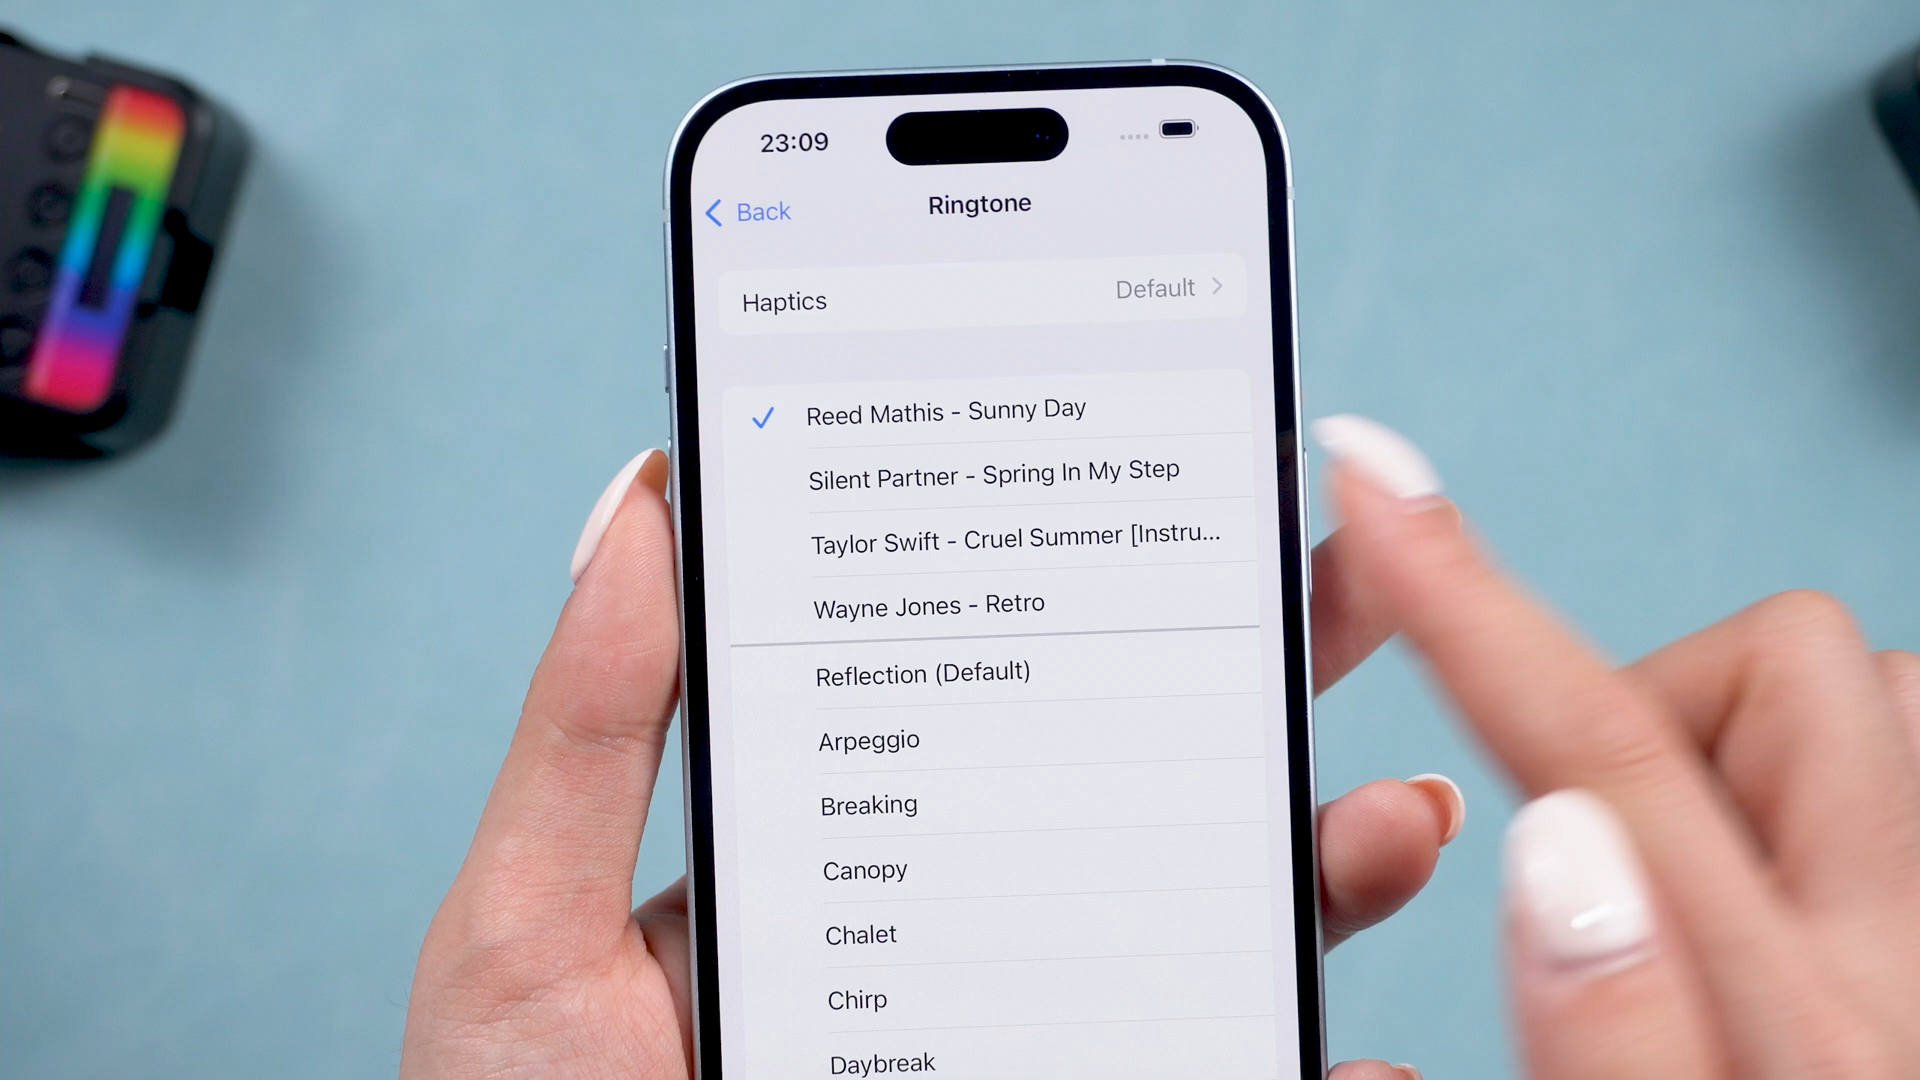 23:09
Back
Ringtone
Haptics
Default
Reed Mathis - Sunny Day
Silent Partner - Spring In My Step
Taylor Swift - Cruel Summer [Instru...
Wayne Jones - Retro
Reflection (Default)
Arpeggio
Breaking
Canopy
Chalet
Chirp
Daybreak